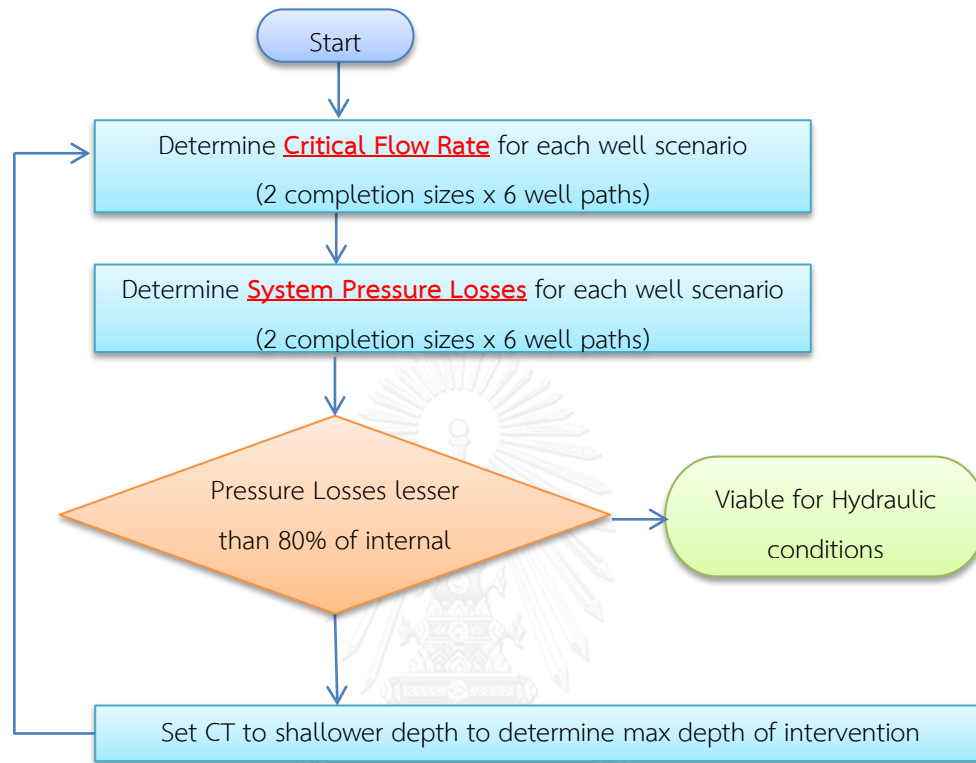 Start
Determine Critical Flow Rate for each well scenario
(2 completion sizes x 6 well paths)
Determine System Pressure Losses for each well scenario
(2 completion sizes x 6 well paths)
Pressure Losses lesser
than 80% of internal
Viable for Hydraulic
conditions
Set CT to shallower depth to determine max depth of intervention